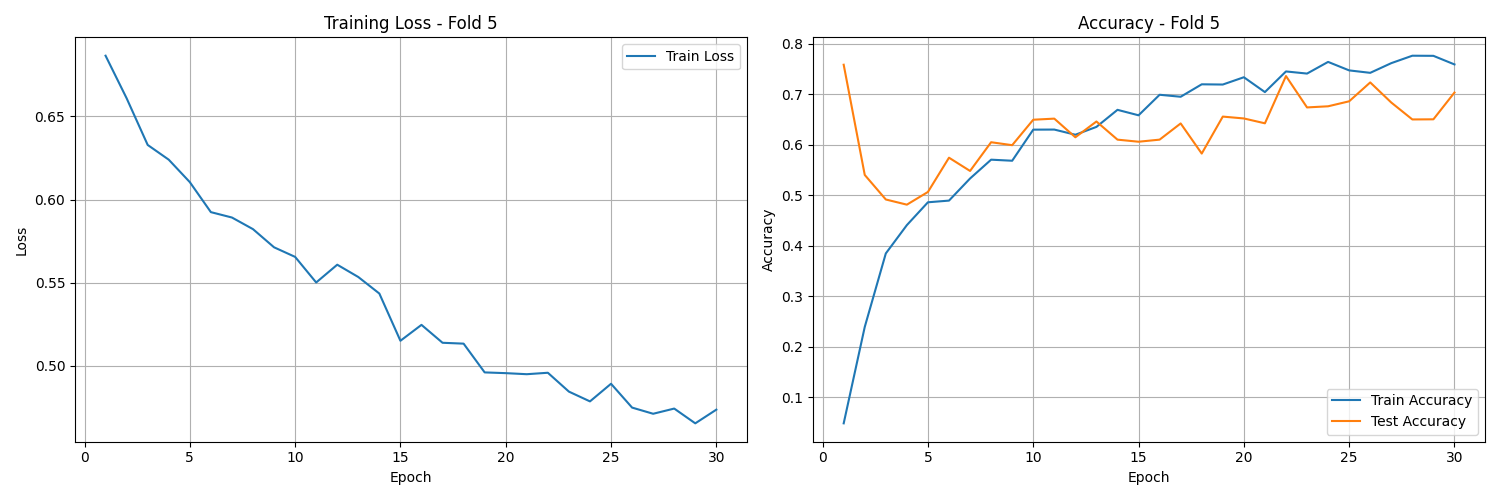 Training Loss - Fold 5
Train Loss
0.65
0.60
0.55
0.50
Loss
0 5 10 15 20 25 30
Epoch
Accuracy - Fold 5
0.8
0.7
0.6
0.5
0.4
0.3
0.2
0.1
Accuracy
Train Accuracy
Test Accuracy
0 5 10 15 20 25 30
Epoch